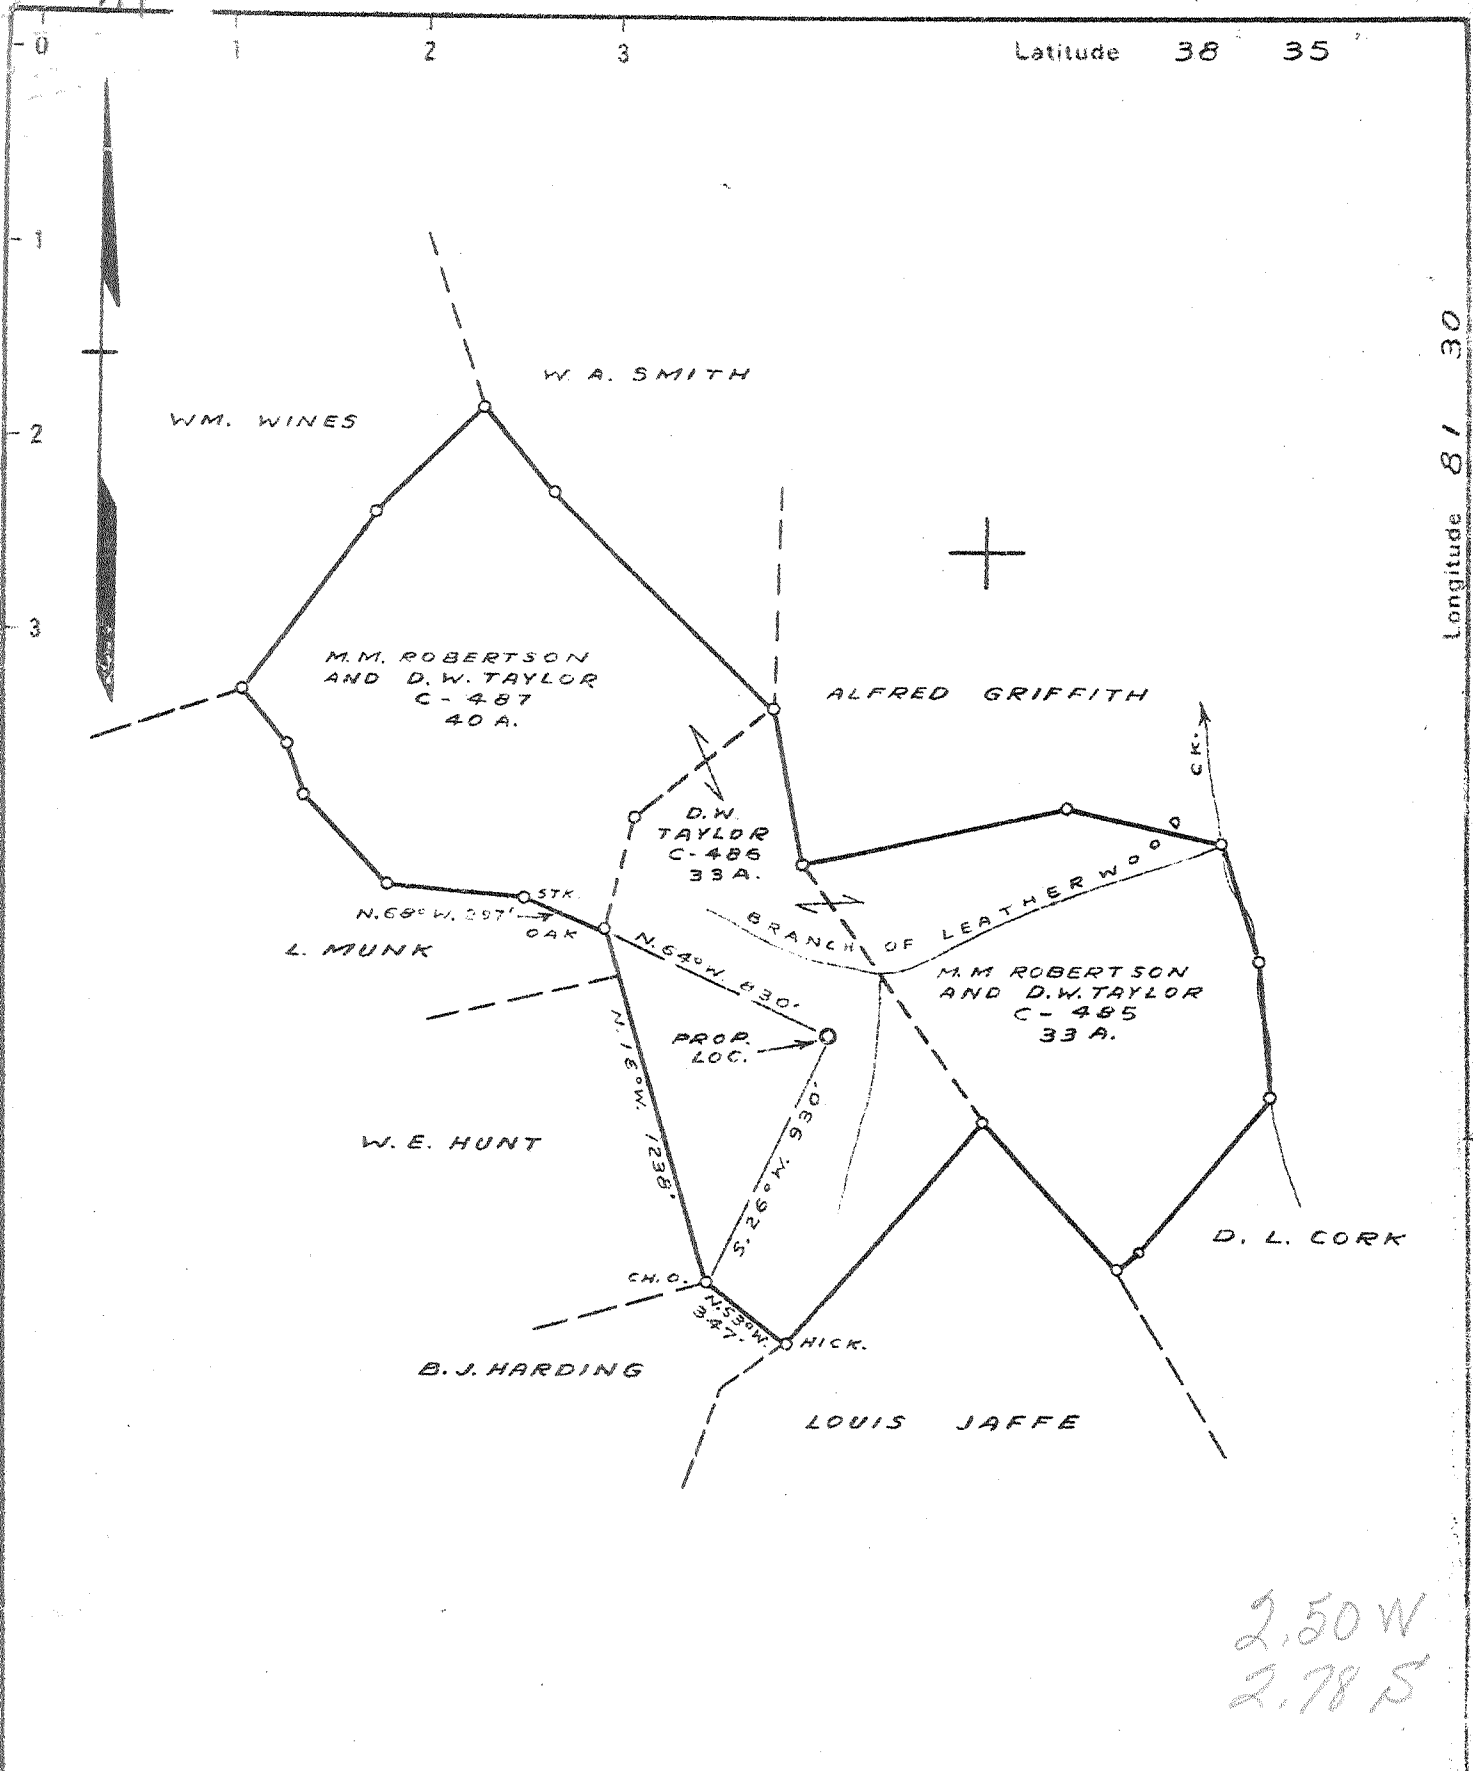 0 1 2 3 Latitude 38 35
1
2
3
Longitude 81 30
W. A. SMITH
WM. WINES
M.M. ROBERTSON
AND D.W. TAYLOR
C-487
40 A.
ALFRED GRIFFITH
D.W.
TAYLOR
C-486
33 A.
BRANCH OF LEATHERWOOD CK.
STK.
N.68°W. 297'
OAK
L. MUNK
N.64°W. 830'
M.M ROBERTSON
AND D.W. TAYLOR
C-485
33 A.
PROP.
LOC.
N.18°W. 1238'
W. E. HUNT
S.26°W. 930'
D. L. CORK
CH. O.
N.53°W.
347'
HICK.
B.J. HARDING
LOUIS JAFFE
2.50 W
2.78 S